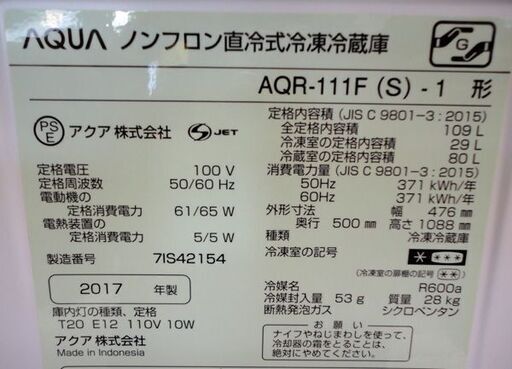 AQUA ノンフロン直冷式冷凍冷蔵庫
G
AQR-111F (S) - 1 形
PSE アクア 株式会社 S JET
定格電圧 100 V
定格周波数 50/60 Hz
電動機の
定格消費電力 61/65 W
電熱装置の
定格消費電力 5/5 W
製造番号 7IS42154
2017 年製
庫内灯の種類、定格
T20 E12 110V 10W
アクア 株式会社
Made in Indonesia
定格内容積 (JIS C 9801-3 : 2015)
全定格内容積 109 L
冷凍室の定格内容積 29 L
冷蔵室の定格内容積 80 L
消費電力量 (JIS C 9801-3 : 2015)
50Hz 371 kWh/年
60Hz 371 kWh/年
外形寸法 幅 476 ㎜
奥行 500 ㎜ 高さ 1088 ㎜
種類 冷凍冷蔵庫
冷凍室の記号
(冷凍室の扉棚の記号 )
冷媒名 R600a
冷媒封入量 53 g 質量 28 kg
断熱発泡ガス シクロペンタン
お願い
ナイフやねじまわしを使って、
冷却器の霜をとることは、
絶対にやめてください。